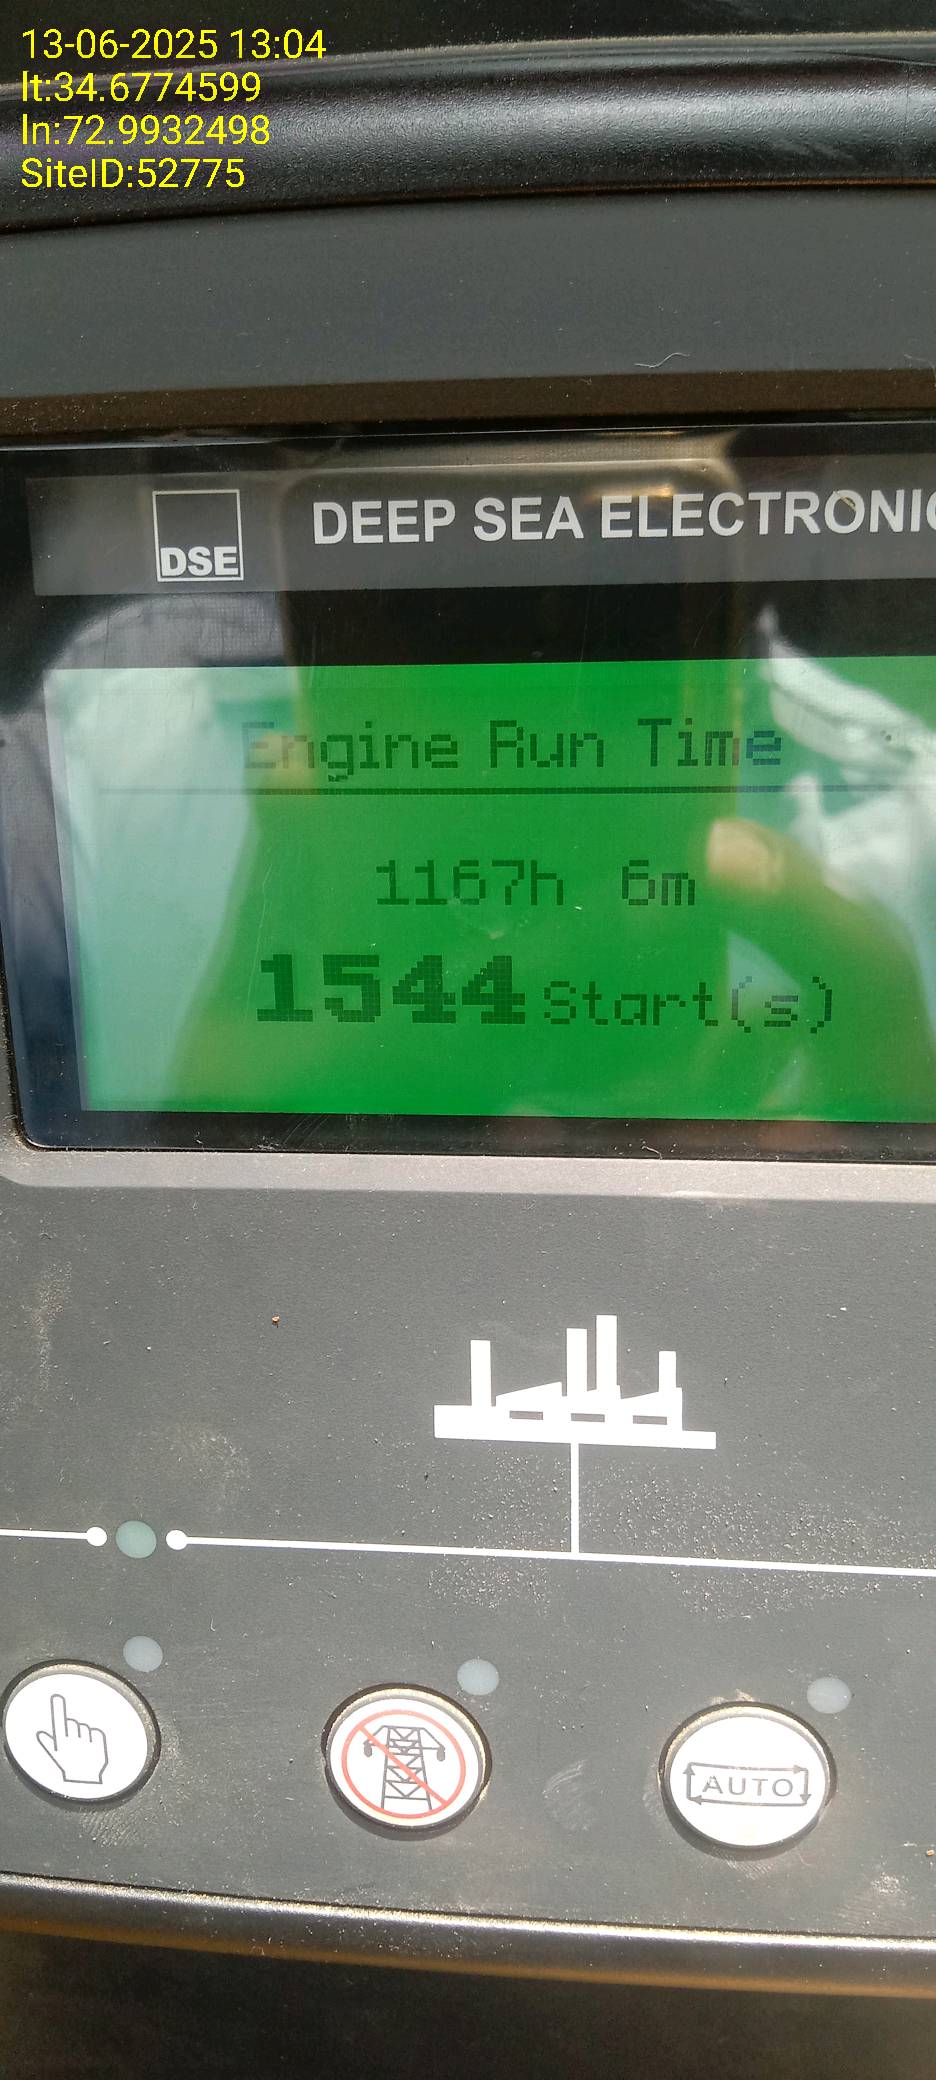 13-06-2025 13:04
lt:34.6774599
ln:72.9932498
SiteID:52775
DSE
DEEP SEA ELECTRONIC
Engine Run Time
1167h 6m
1544 Start(s)
AUTO